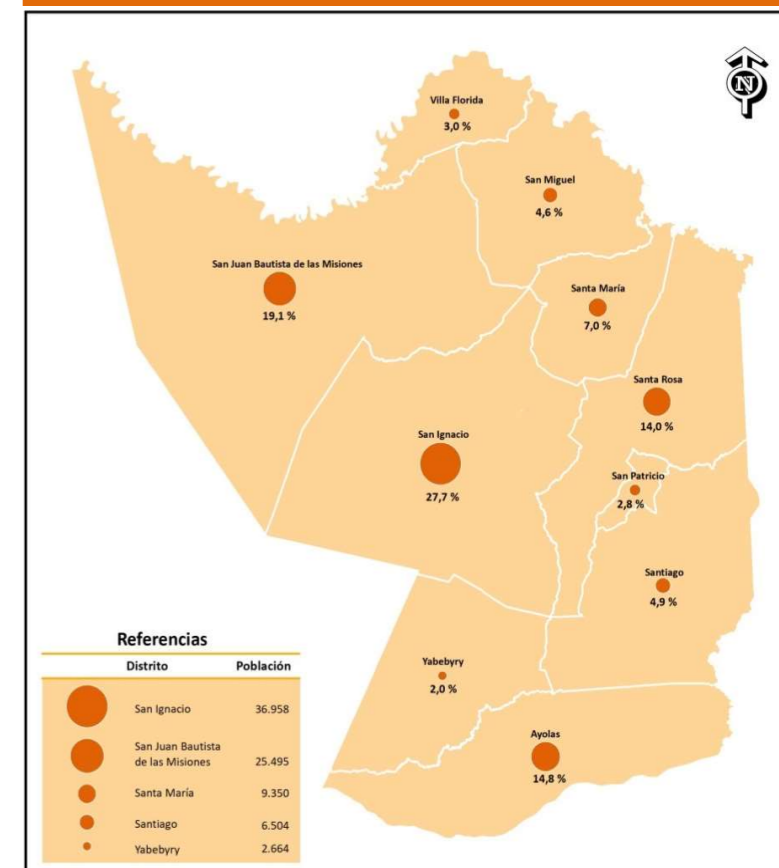 N
Villa Florida
3,0 %
San Miguel
4,6 %
San Juan Bautista de las Misiones
19,1 %
Santa María
7,0 %
Santa Rosa
14,0 %
San Ignacio
27,7 %
San Patricio
2,8 %
Santiago
4,9 %
Yabebyry
2,0 %
Ayolas
14,8 %
Referencias
Distrito Población
San Ignacio 36.958
San Juan Bautista
de las Misiones 25.495
Santa María 9.350
Santiago 6.504
Yabebyry 2.664